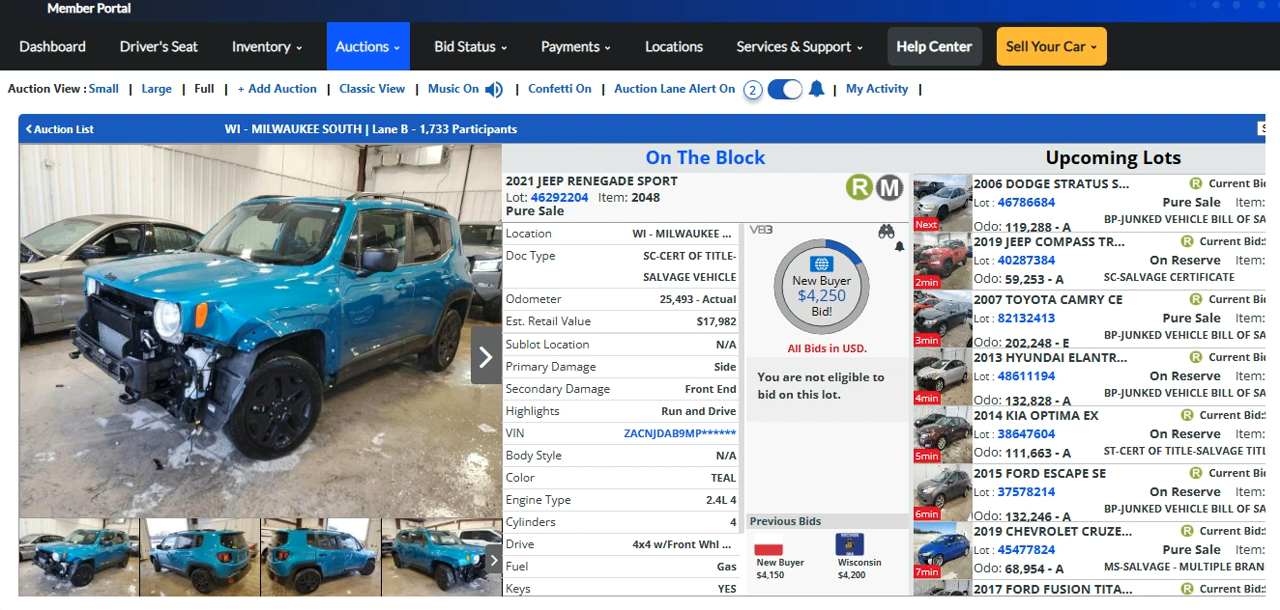 Member Portal
Dashboard Driver's Seat Inventory Auctions Bid Status Payments Locations Services & Support Help Center Sell Your Car
Auction View : Small | Large | Full | + Add Auction | Classic View | Music On | Confetti On | Auction Lane Alert On 2 | My Activity |
Auction List WI - MILWAUKEE SOUTH | Lane B - 1,733 Participants
On The Block
2021 JEEP RENEGADE SPORT
Lot: 46292204 Item: 2048
Pure Sale
R M
Location WI - MILWAUKEE ...
Doc Type SC-CERT OF TITLE-
SALVAGE VEHICLE
Odometer 25,493 - Actual
Est. Retail Value $17,982
Sublot Location N/A
Primary Damage Side
Secondary Damage Front End
Highlights Run and Drive
VIN ZACNJDAB9MP******
Body Style N/A
Color TEAL
Engine Type 2.4L 4
Cylinders 4
Drive 4x4 w/Front Whl ...
Fuel Gas
Keys YES
VB3
New Buyer
$4,250
Bid!
All Bids in USD.
You are not eligible to
bid on this lot.
Previous Bids
New Buyer
$4,150
WISCONSIN
Wisconsin
$4,200
Upcoming Lots
Next
2006 DODGE STRATUS S... R Current Bi
Lot : 46786684 Pure Sale Item:
Odo: 119,288 - A BP-JUNKED VEHICLE BILL OF SA
2min
2019 JEEP COMPASS TR... R Current Bid:
Lot : 40287384 On Reserve Item:
Odo: 59,253 - A SC-SALVAGE CERTIFICATE
3min
2007 TOYOTA CAMRY CE R Current Bi
Lot : 82132413 Pure Sale Item:
Odo: 202,248 - E BP-JUNKED VEHICLE BILL OF SA
4min
2013 HYUNDAI ELANTR... R Current Bi
Lot : 48611194 On Reserve Item:
Odo: 132,828 - A BP-JUNKED VEHICLE BILL OF SA
5min
2014 KIA OPTIMA EX R Current Bid:
Lot : 38647604 On Reserve Item:
Odo: 111,663 - A ST-CERT OF TITLE-SALVAGE TITL
6min
2015 FORD ESCAPE SE R Current Bi
Lot : 37578214 On Reserve Item:
Odo: 132,246 - A BP-JUNKED VEHICLE BILL OF SA
7min
2019 CHEVROLET CRUZE... R Current Bid:
Lot : 45477824 Pure Sale Item:
Odo: 68,954 - A MS-SALVAGE - MULTIPLE BRAN
2017 FORD FUSION TITA... R Current Bid: